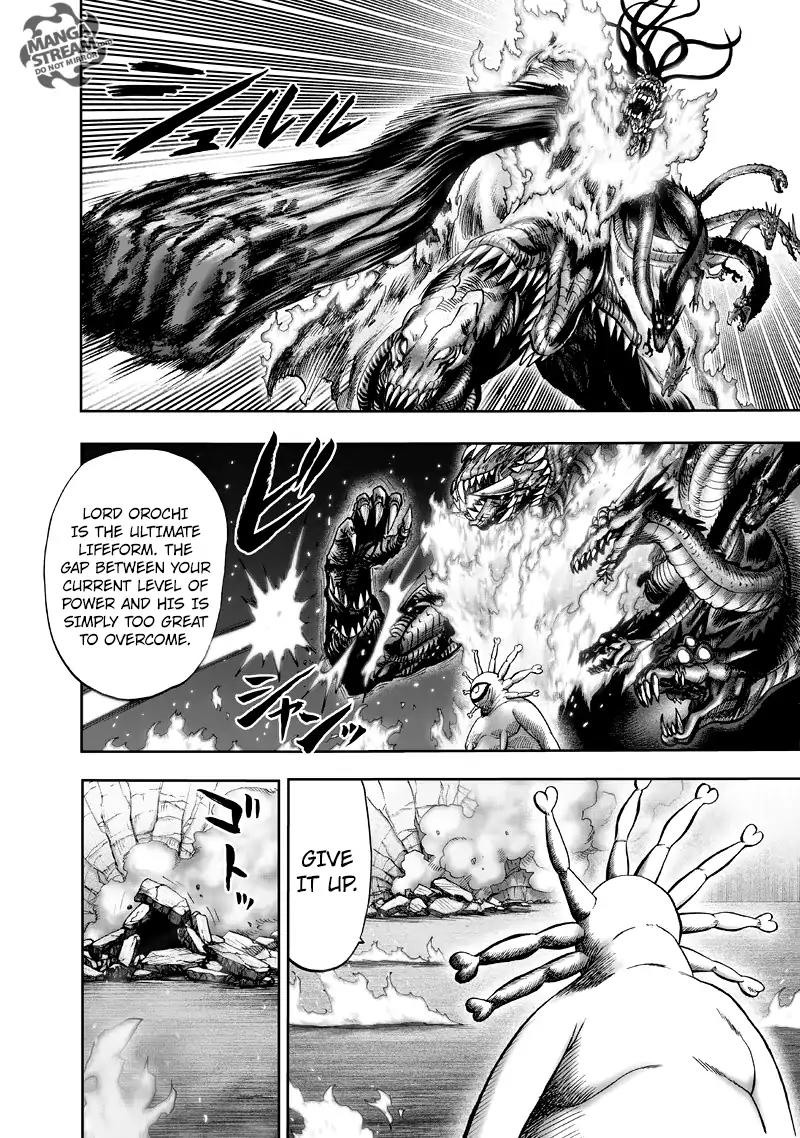 MANGA
STREAM.com
DO NOT MIRROR!
シュルルル
LORD OROCHI
IS THE ULTIMATE
LIFEFORM. THE
GAP BETWEEN YOUR
CURRENT LEVEL OF
POWER AND HIS IS
SIMPLY TOO GREAT
TO OVERCOME.
ビシャンッ
GIVE
IT UP.
ゴト…